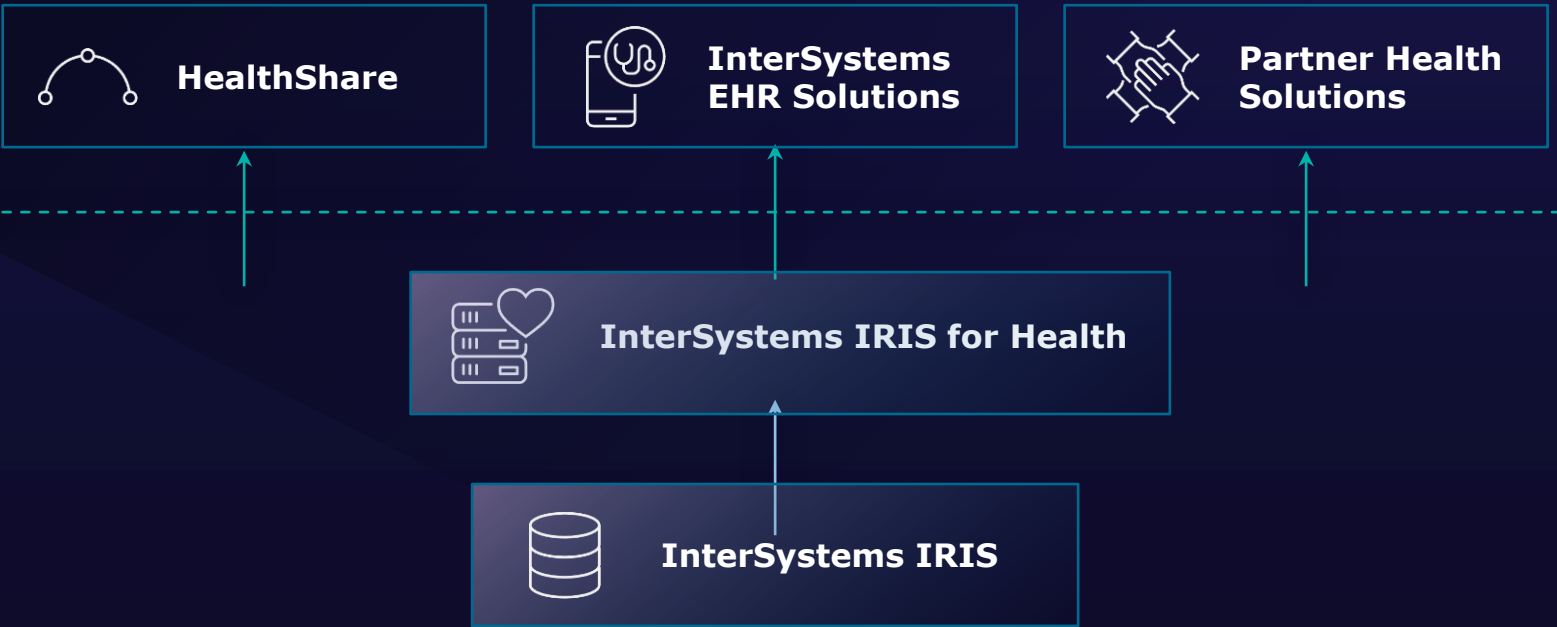 HealthShare
InterSystems
EHR Solutions
Partner Health
Solutions
InterSystems IRIS for Health
InterSystems IRIS